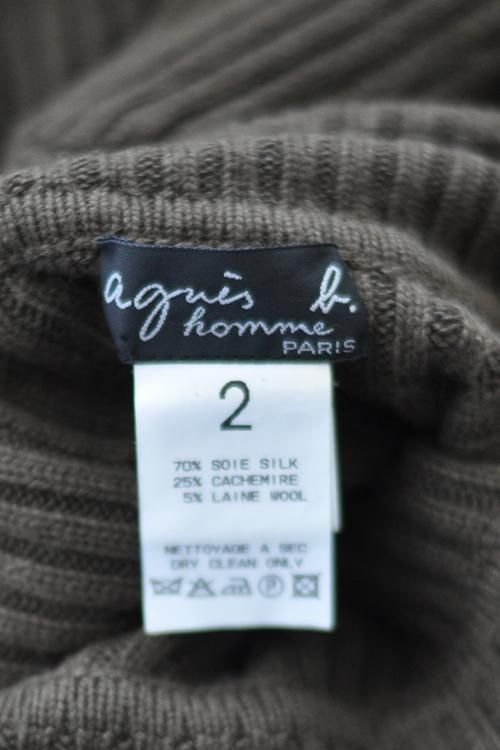 agnès b.
homme
PARIS
2
70% SOIE SILK
25% CACHEMIRE
5% LAINE WOOL
NETTOYAGE A SEC
DRY CLEAN ONLY
P